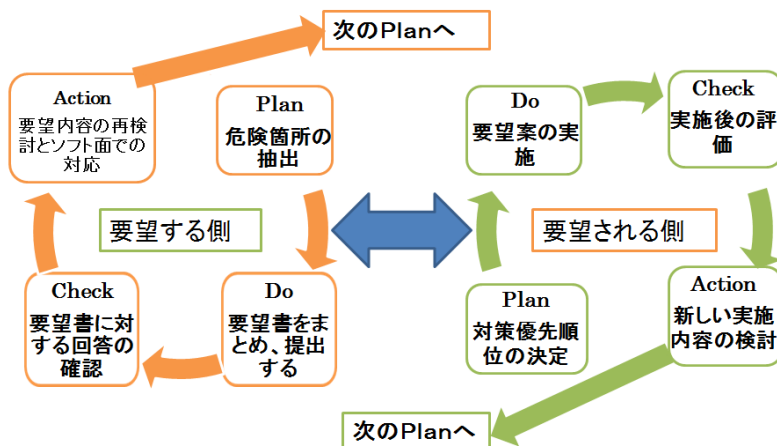 次のPlanへ
Action
要望内容の再検
討とソフト面での
対応
Plan
危険箇所の
抽出
Do
要望案の実
施
Check
実施後の評
価
要望する側
要望される側
Check
要望書に対
する回答の
確認
Do
要望書をま
とめ、提出す
る
Plan
対策優先順
位の決定
Action
新しい実施
内容の検討
次のPlanへ